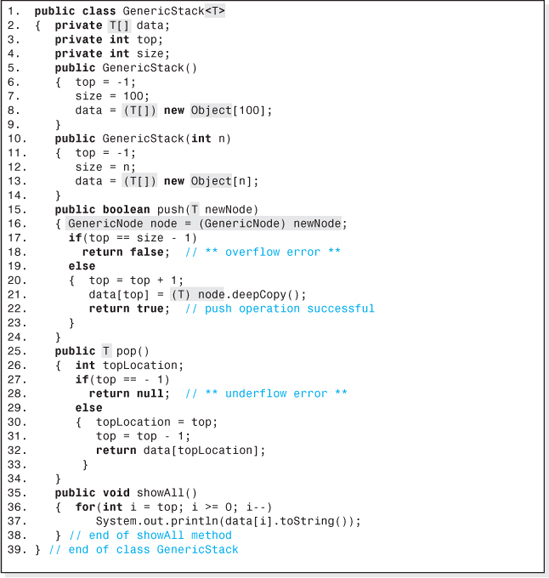 1. public class GenericStack<T>
2. { private T[] data;
3. private int top;
4. private int size;
5. public GenericStack()
6. { top = -1;
7. size = 100;
8. data = (T[]) new Object[100];
9. }
10. public GenericStack(int n)
11. { top = -1;
12. size = n;
13. data = (T[]) new Object[n];
14. }
15. public boolean push(T newNode)
16. { GenericNode node = (GenericNode) newNode;
17. if(top == size - 1)
18. return false; // ** overflow error **
19. else
20. { top = top + 1;
21. data[top] = (T) node.deepCopy();
22. return true; // push operation successful
23. }
24. }
25. public T pop()
26. { int topLocation;
27. if(top == - 1)
28. return null; // ** underflow error **
29. else
30. { topLocation = top;
31. top = top - 1;
32. return data[topLocation];
33. }
34. }
35. public void showAll()
36. { for(int i = top; i >= 0; i--)
37. System.out.println(data[i].toString());
38. } // end of showAll method
39. } // end of class GenericStack